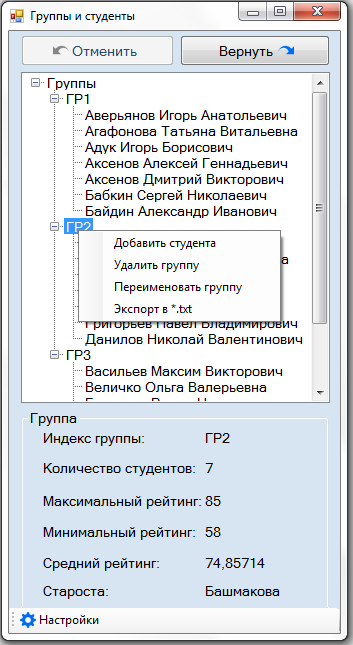 Группы и студенты
Отменить
Вернуть
Группы
ГР1
Аверьянов Игорь Анатольевич
Агафонова Татьяна Витальевна
Адук Игорь Борисович
Аксенов Алексей Геннадьевич
Аксенов Дмитрий Викторович
Бабкин Сергей Николаевич
Байдин Александр Иванович
ГР2
Добавить студента
Удалить группу
Переименовать группу
Экспорт в *.txt
Григорьев Павел Владимирович
Данилов Николай Валентинович
ГР3
Васильев Максим Викторович
Величко Ольга Валерьевна
Группа
Индекс группы: ГР2
Количество студентов: 7
Максимальный рейтинг: 85
Минимальный рейтинг: 58
Средний рейтинг: 74,85714
Староста: Башмакова
Настройки